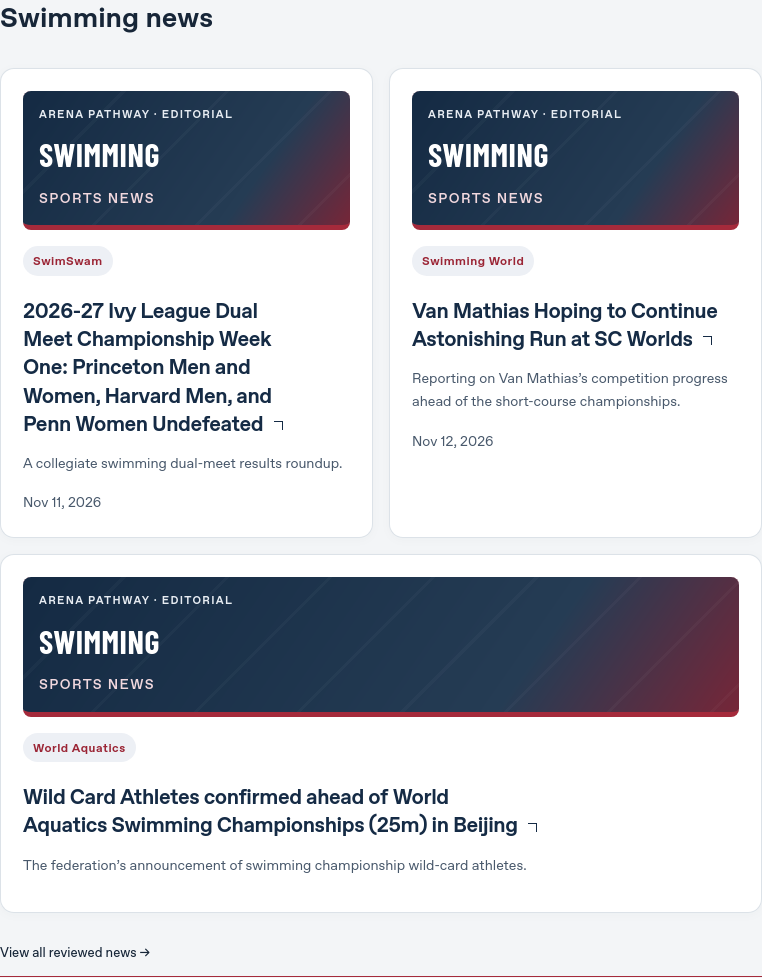 Swimming news
ARENA PATHWAY · EDITORIAL
SWIMMING
SPORTS NEWS
SwimSwam
2026-27 Ivy League Dual
Meet Championship Week
One: Princeton Men and
Women, Harvard Men, and
Penn Women Undefeated
A collegiate swimming dual-meet results roundup.
Nov 11, 2026
ARENA PATHWAY · EDITORIAL
SWIMMING
SPORTS NEWS
Swimming World
Van Mathias Hoping to Continue
Astonishing Run at SC Worlds
Reporting on Van Mathias’s competition progress
ahead of the short-course championships.
Nov 12, 2026
ARENA PATHWAY · EDITORIAL
SWIMMING
SPORTS NEWS
World Aquatics
Wild Card Athletes confirmed ahead of World
Aquatics Swimming Championships (25m) in Beijing
The federation’s announcement of swimming championship wild-card athletes.
View all reviewed news →